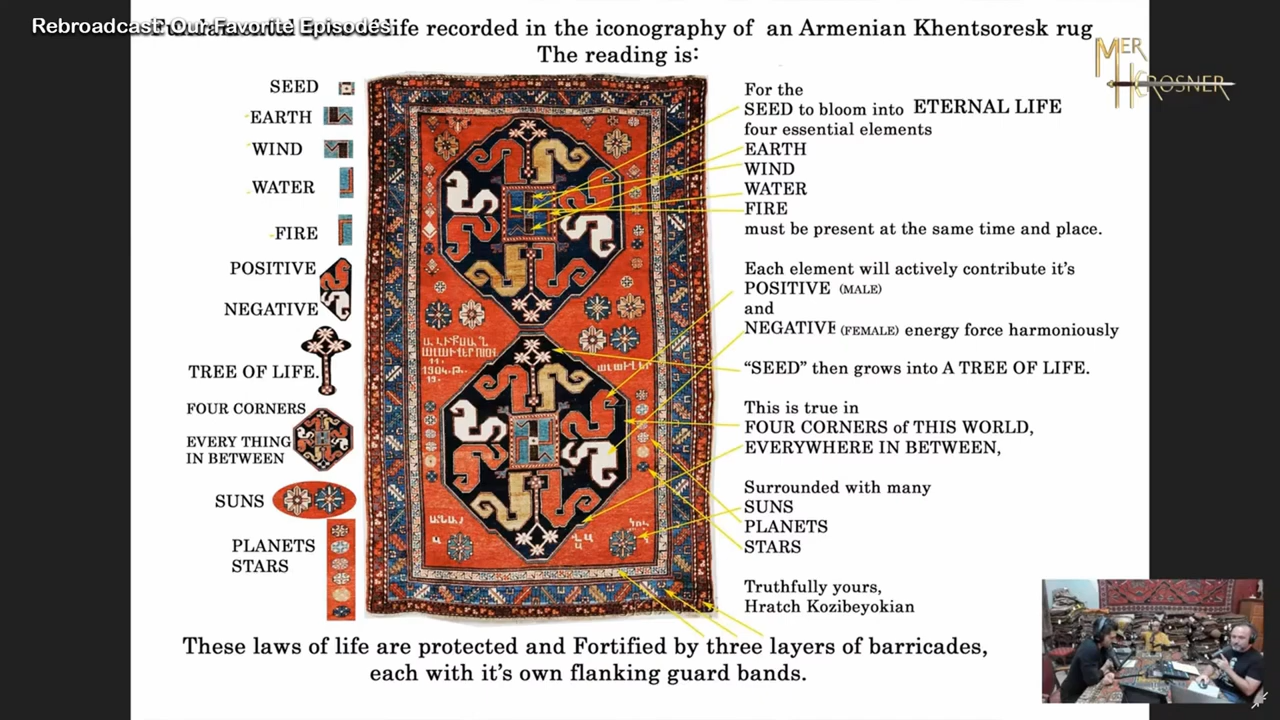 Rebroadcast: Our Favorite Episodes
life recorded in the iconography of an Armenian Khentsoresk rug
The reading is:
MER
KROSNER
SEED
EARTH
WIND
WATER
FIRE
POSITIVE
NEGATIVE
TREE OF LIFE.
FOUR CORNERS
EVERY THING
IN BETWEEN
SUNS
PLANETS
STARS
1904
For the
SEED to bloom into ETERNAL LIFE
four essential elements
EARTH
WIND
WATER
FIRE
must be present at the same time and place.
Each element will actively contribute it's
POSITIVE (MALE)
and
NEGATIVE (FEMALE) energy force harmoniously
“SEED” then grows into A TREE OF LIFE.
This is true in
FOUR CORNERS of THIS WORLD,
EVERYWHERE IN BETWEEN,
Surrounded with many
SUNS
PLANETS
STARS
Truthfully yours,
Hratch Kozibeyokian
These laws of life are protected and Fortified by three layers of barricades,
each with it's own flanking guard bands.